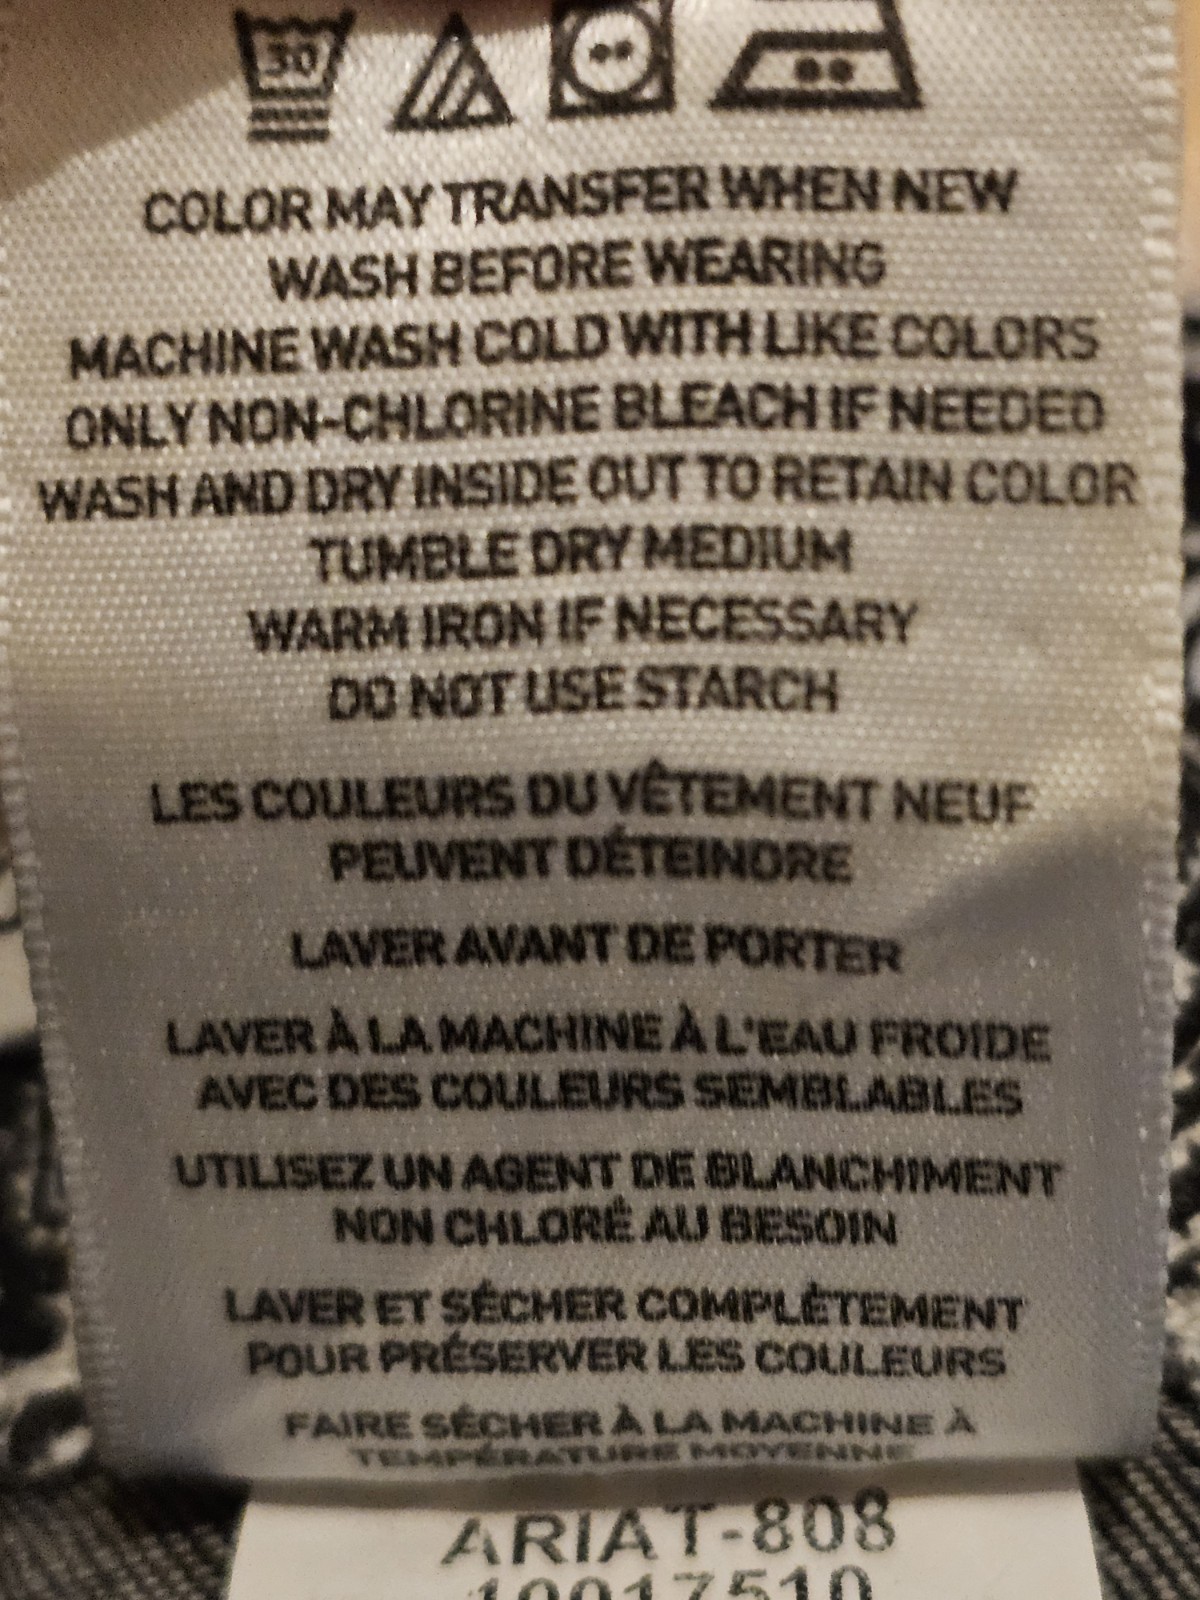 30
COLOR MAY TRANSFER WHEN NEW
WASH BEFORE WEARING
MACHINE WASH COLD WITH LIKE COLORS
ONLY NON-CHLORINE BLEACH IF NEEDED
WASH AND DRY INSIDE OUT TO RETAIN COLOR
TUMBLE DRY MEDIUM
WARM IRON IF NECESSARY
DO NOT USE STARCH
LES COULEURS DU VÊTEMENT NEUF
PEUVENT DÉTEINDRE
LAVER AVANT DE PORTER
LAVER À LA MACHINE À L'EAU FROIDE
AVEC DES COULEURS SEMBLABLES
UTILISEZ UN AGENT DE BLANCHIMENT
NON CHLORÉ AU BESOIN
LAVER ET SÉCHER COMPLÈTEMENT
POUR PRÉSERVER LES COULEURS
FAIRE SÉCHER À LA MACHINE À
TEMPÉRATURE MOYENNE
ARIAT-808
10017510